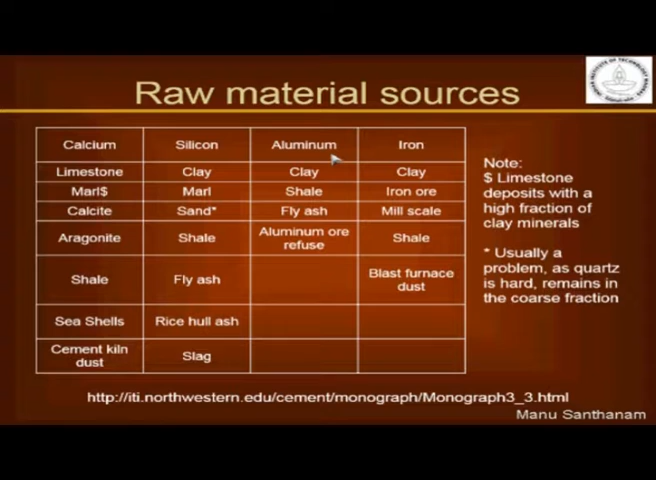 Raw material sources
Calcium Silicon Aluminum Iron
Limestone Clay Clay Clay
Marl$ Marl Shale Iron ore
Calcite Sand* Fly ash Mill scale
Aragonite Shale Aluminum ore refuse Shale
Shale Fly ash Blast furnace dust
Sea Shells Rice hull ash
Cement kiln dust Slag
Note:
$ Limestone
deposits with a
high fraction of
clay minerals
* Usually a
problem, as quartz
is hard, remains in
the coarse fraction
http://iti.northwestern.edu/cement/monograph/Monograph3_3.html
Manu Santhanam